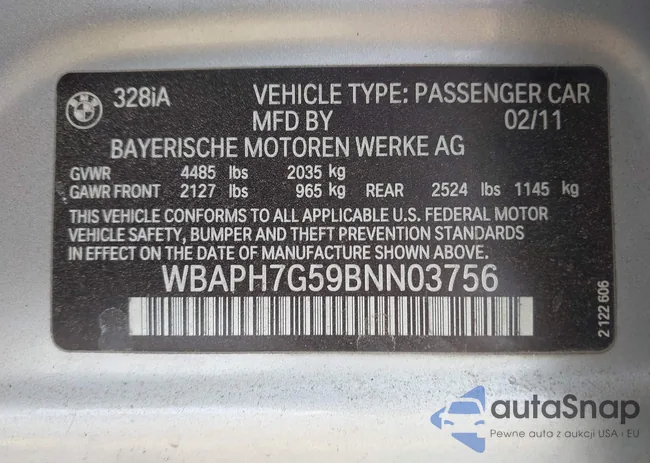 BMW
328iA VEHICLE TYPE: PASSENGER CAR
MFD BY 02/11
BAYERISCHE MOTOREN WERKE AG
GVWR 4485 lbs 2035 kg
GAWR FRONT 2127 lbs 965 kg REAR 2524 lbs 1145 kg
THIS VEHICLE CONFORMS TO ALL APPLICABLE U.S. FEDERAL MOTOR
VEHICLE SAFETY, BUMPER AND THEFT PREVENTION STANDARDS
IN EFFECT ON THE DATE OF MANUFACTURE SHOWN ABOVE.
WBAPH7G59BNN03756
2 122 606
autaSnap
Pewne auta z aukcji USA i EU